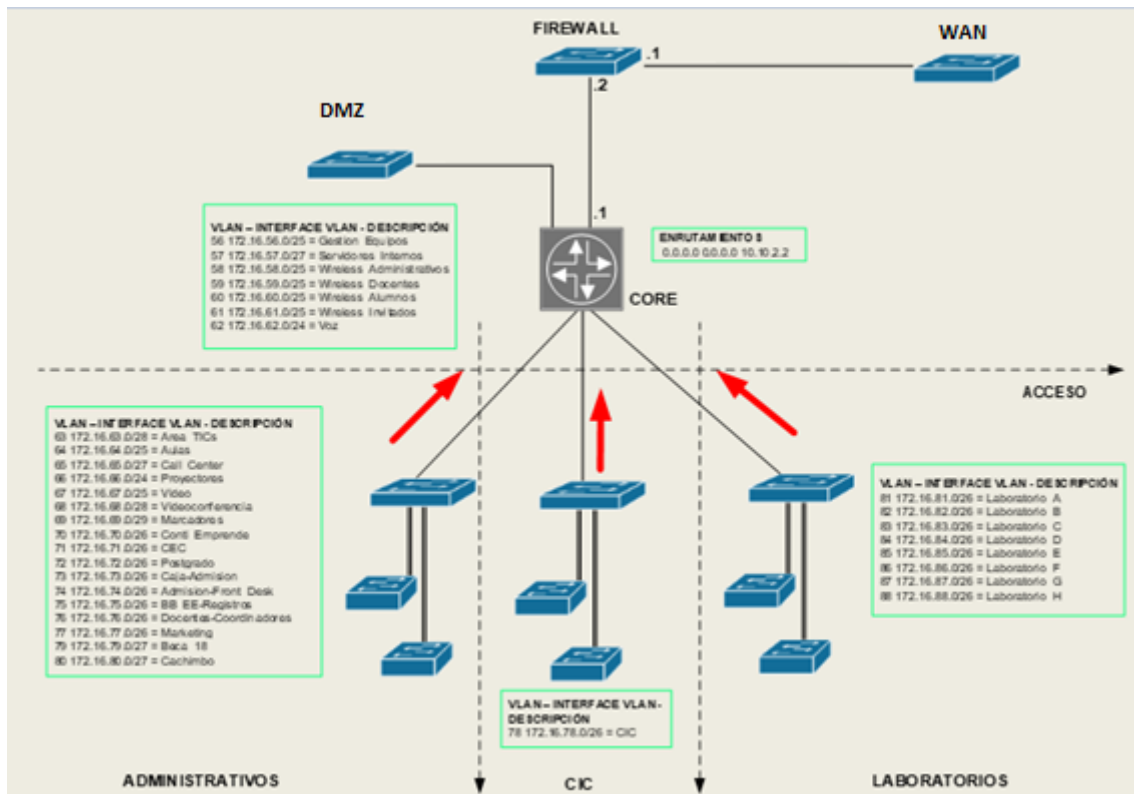 FIREWALL
WAN
.1
.2
DMZ
.1
VLAN – INTERFACE VLAN - DESCRIPCIÓN
56 172.16.56.0/25 = Gestion Equipos
57 172.16.57.0/27 = Servidores Internos
58 172.16.58.0/25 = Wireless Administrativos
59 172.16.59.0/25 = Wireless Docentes
60 172.16.60.0/25 = Wireless Alumnos
61 172.16.61.0/25 = Wireless Invitados
62 172.16.62.0/24 = Voz
ENRUTAMIENTO S
0.0.0.0 0.0.0.0 10.10.2.2
CORE
ACCESO
VLAN – INTERFACE VLAN - DESCRIPCIÓN
63 172.16.63.0/28 = Area TICs
64 172.16.64.0/25 = Aulas
65 172.16.65.0/27 = Call Center
66 172.16.66.0/24 = Proyectores
67 172.16.67.0/25 = Video
68 172.16.68.0/28 = Videoconferencia
69 172.16.69.0/29 = Marcadores
70 172.16.70.0/26 = Conti Emprende
71 172.16.71.0/26 = CEC
72 172.16.72.0/26 = Postgrado
73 172.16.73.0/26 = Caja-Admision
74 172.16.74.0/26 = Admision-Front Desk
75 172.16.75.0/26 = BB EE-Registros
76 172.16.76.0/26 = Docentes-Coordinadores
77 172.16.77.0/26 = Marketing
79 172.16.79.0/27 = Beca 18
80 172.16.80.0/27 = Cachimbo
VLAN – INTERFACE VLAN - DESCRIPCIÓN
81 172.16.81.0/26 = Laboratorio A
82 172.16.82.0/26 = Laboratorio B
83 172.16.83.0/26 = Laboratorio C
84 172.16.84.0/26 = Laboratorio D
85 172.16.85.0/26 = Laboratorio E
86 172.16.86.0/26 = Laboratorio F
87 172.16.87.0/26 = Laboratorio G
88 172.16.88.0/26 = Laboratorio H
VLAN – INTERFACE VLAN -
DESCRIPCIÓN
78 172.16.78.0/26 = CIC
ADMINISTRATIVOS
CIC
LABORATORIOS